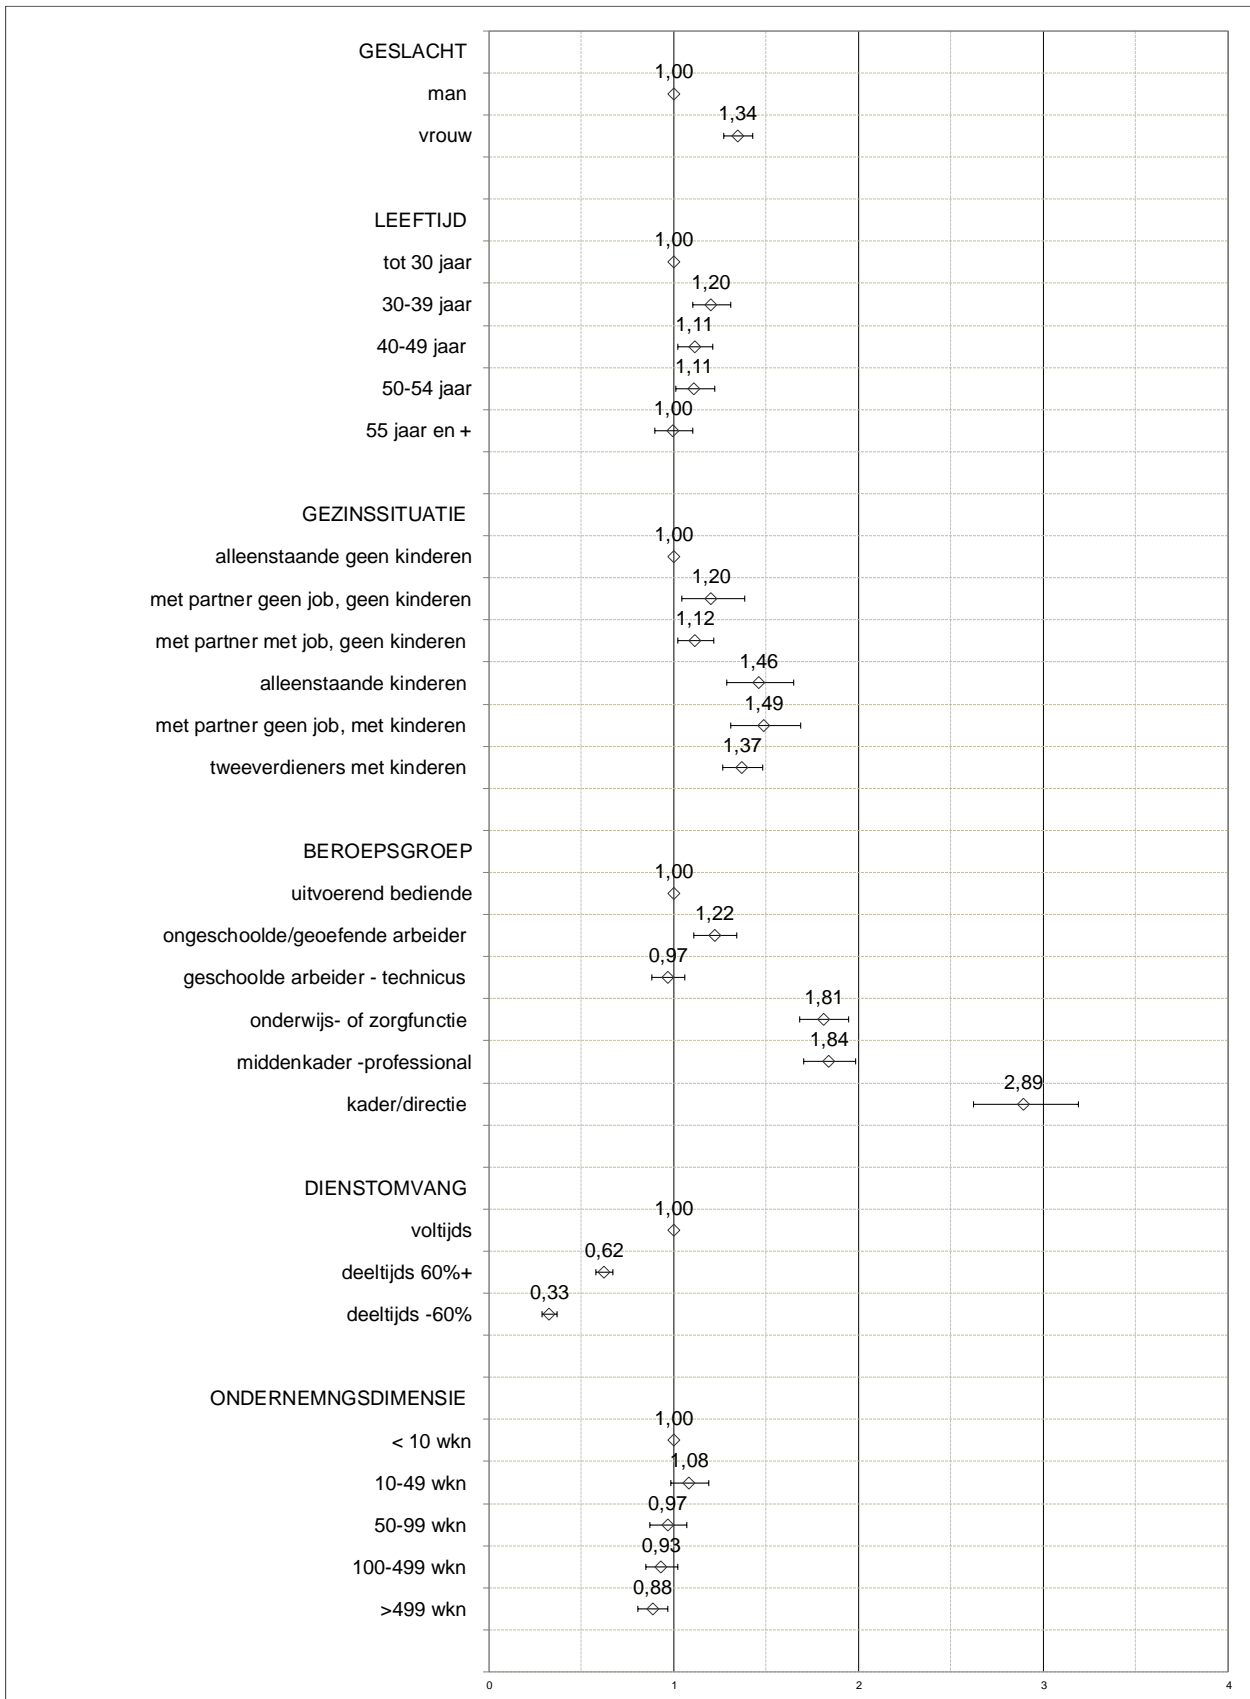 GESLACHT
1,00
man
1,34
vrouw
LEEFTIJD
1,00
tot 30 jaar
1,20
30-39 jaar
1,11
40-49 jaar
1,11
50-54 jaar
1,00
55 jaar en +
GEZINSSITUATIE
1,00
alleenstaande geen kinderen
1,20
met partner geen job, geen kinderen
1,12
met partner met job, geen kinderen
1,46
alleenstaande kinderen
1,49
met partner geen job, met kinderen
1,37
tweeverdieners met kinderen
BEROEPSGROEP
1,00
uitvoerend bediende
1,22
ongeschoolde/geoefende arbeider
0,97
geschoolde arbeider - technicus
1,81
onderwijs- of zorgfunctie
1,84
middenkader -professional
2,89
kader/directie
DIENSTOMVANG
1,00
voltijds
0,62
deeltijds 60%+
0,33
deeltijds -60%
ONDERNEMNGSDIMENSIE
1,00
< 10 wkn
1,08
10-49 wkn
0,97
50-99 wkn
0,93
100-499 wkn
0,88
>499 wkn
0 1 2 3 4